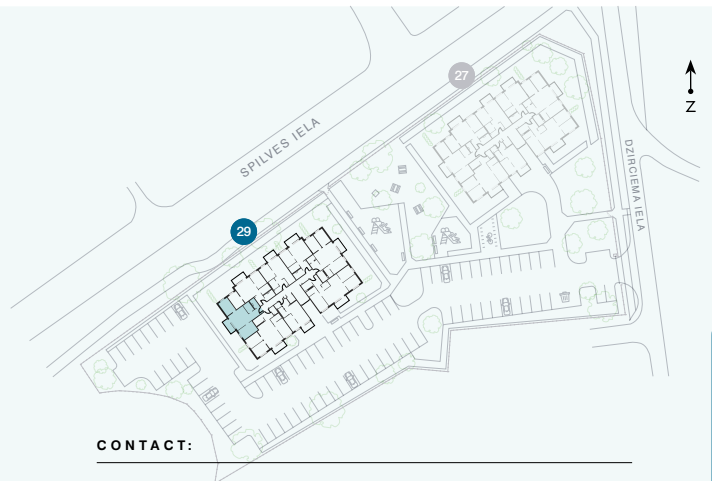 27
Z
SPILVES IELA
DZIRCIEMA IELA
29
CONTACT: